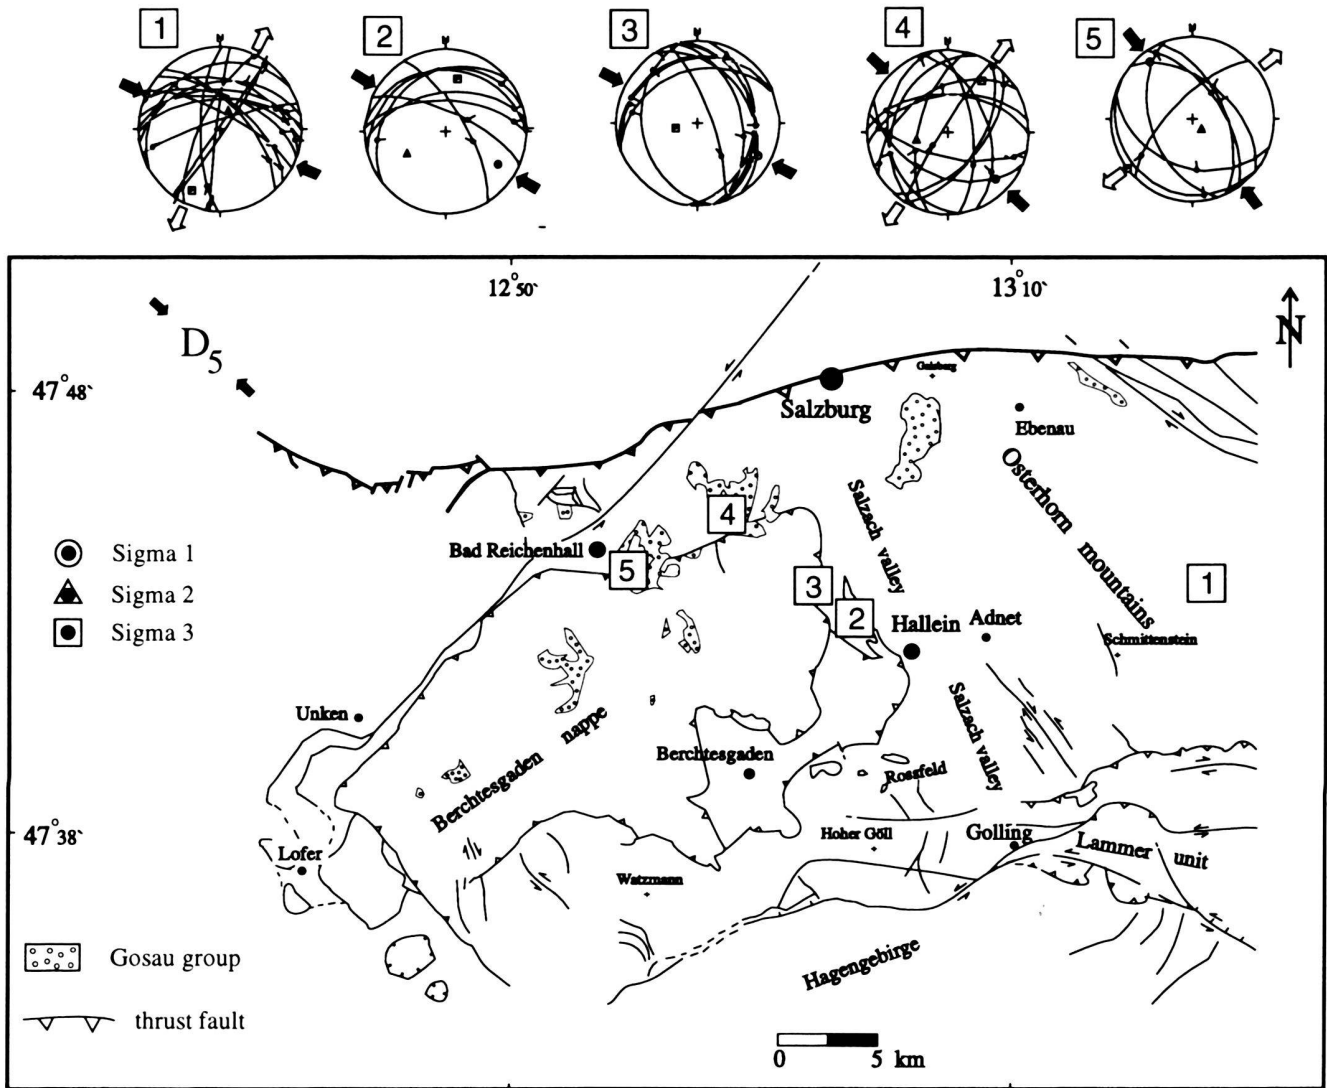 1
2
3
4
5
N
N
N
N
N
12°50`
13°10`
N
D5
47°48`
Gaisberg
Salzburg
Ebenau
Osterhorn mountains
Salzach valley
4
Sigma 1
Bad Reichenhall
5
3
1
Sigma 2
2
Hallein
Adnet
Sigma 3
Schmittenstein
Salzach valley
Unken
Berchtesgaden nappe
Berchtesgaden
Rossfeld
47°38`
Hoher Göll
Golling
Lammer unit
Lofer
Watzmann
Gosau group
Hagengebirge
thrust fault
0 5 km